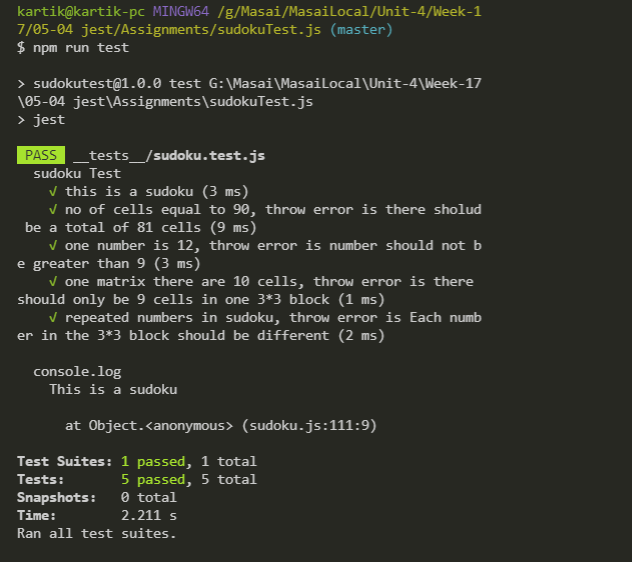 kartik@kartik-pc MINGW64 /g/Masai/MasaiLocal/Unit-4/Week-1
7/05-04 jest/Assignments/sudokuTest.js (master)
$ npm run test
> sudokutest@1.0.0 test G:\Masai\MasaiLocal\Unit-4\Week-17
\05-04 jest\Assignments\sudokuTest.js
> jest
PASS __tests__/sudoku.test.js
sudoku Test
√ this is a sudoku (3 ms)
√ no of cells equal to 90, throw error is there sholud
be a total of 81 cells (9 ms)
√ one number is 12, throw error is number should not b
e greater than 9 (3 ms)
√ one matrix there are 10 cells, throw error is there
should only be 9 cells in one 3*3 block (1 ms)
√ repeated numbers in sudoku, throw error is Each numb
er in the 3*3 block should be different (2 ms)
console.log
This is a sudoku
at Object.<anonymous> (sudoku.js:111:9)
Test Suites: 1 passed, 1 total
Tests: 5 passed, 5 total
Snapshots: 0 total
Time: 2.211 s
Ran all test suites.